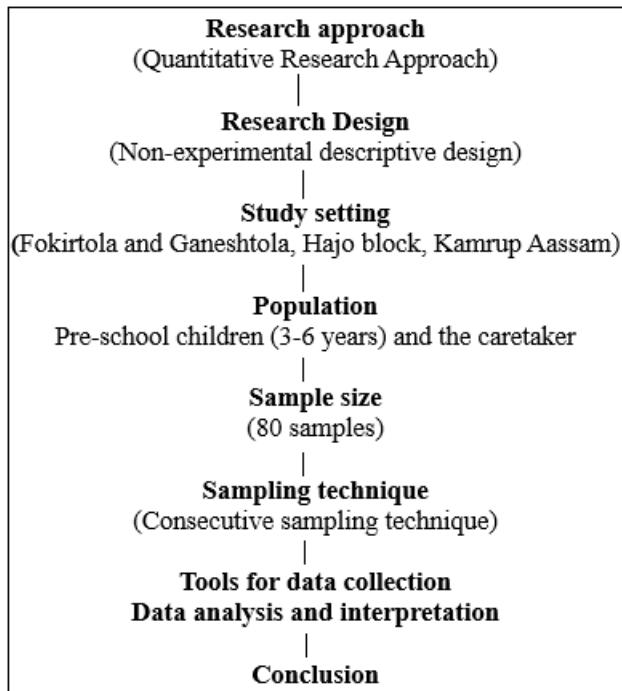 Research approach
(Quantitative Research Approach)
Research Design
(Non-experimental descriptive design)
Study setting
(Fokirtola and Ganeshtola, Hajo block, Kamrup Aassam)
Population
Pre-school children (3-6 years) and the caretaker
Sample size
(80 samples)
Sampling technique
(Consecutive sampling technique)
Tools for data collection
Data analysis and interpretation
Conclusion